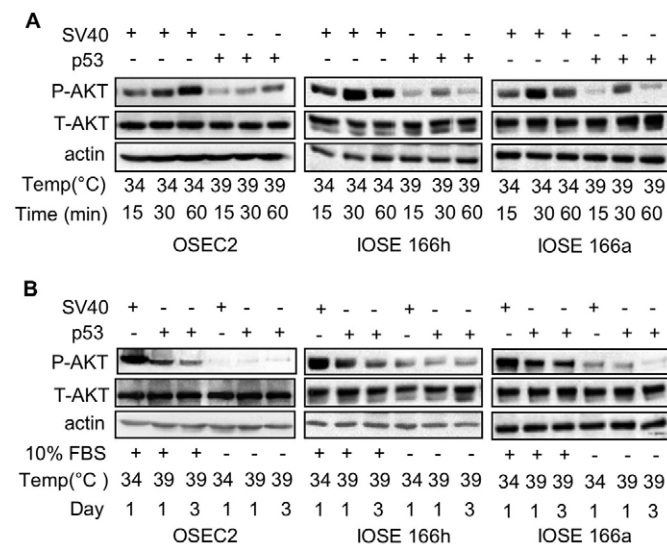 A
SV40 + + + - - - + + + - - - + + + - - -
p53 - - - + + + - - - + + + - - - + + +
P-AKT
T-AKT
actin
Temp(°C) 34 34 34 39 39 39 34 34 34 39 39 39 34 34 34 39 39 39
Time (min) 15 30 60 15 30 60 15 30 60 15 30 60 15 30 60 15 30 60
OSEC2 IOSE 166h IOSE 166a
B
SV40 + - - + - - + - - + - - + - - + - -
p53 - + + - + + - + + - + + - + + - + +
P-AKT
T-AKT
actin
10% FBS + + + - - - + + + - - - + + + - - -
Temp(°C ) 34 39 39 34 39 39 34 39 39 34 39 39 34 39 39 34 39 39
Day 1 1 3 1 1 3 1 1 3 1 1 3 1 1 3 1 1 3
OSEC2 IOSE 166h IOSE 166a